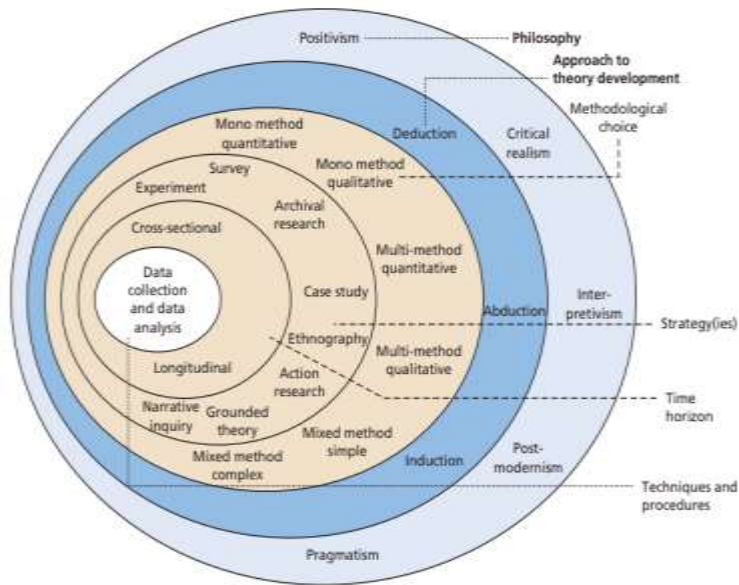 Positivism
Philosophy
Approach to
theory development
Methodological
choice
Mono method
quantitative
Deduction
Critical
realism
Mono method
qualitative
Survey
Experiment
Archival
research
Cross-sectional
Multi-method
quantitative
Data
collection
and data
analysis
Case study
Abduction
Inter-
pretivism
Strategy(ies)
Ethnography
Multi-method
qualitative
Longitudinal
Action
research
Time
horizon
Narrative
inquiry
Grounded
theory
Mixed method
simple
Mixed method
complex
Induction
Post-
modernism
Techniques and
procedures
Pragmatism